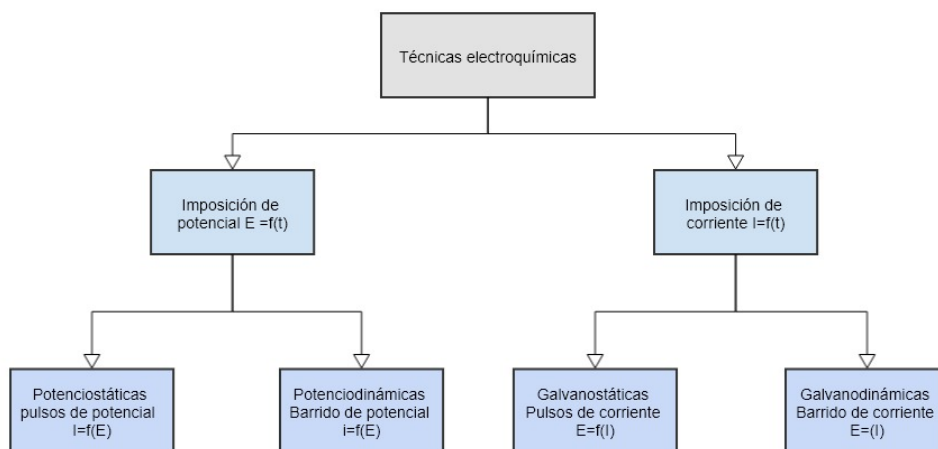 Técnicas electroquímicas
Imposición de
potencial E =f(t)
Imposición de
corriente I=f(t)
Potenciostáticas
pulsos de potencial
I=f(E)
Potenciodinámicas
Barrido de potencial
i=f(E)
Galvanostáticas
Pulsos de corriente
E=f(I)
Galvanodinámicas
Barrido de corriente
E=(I)